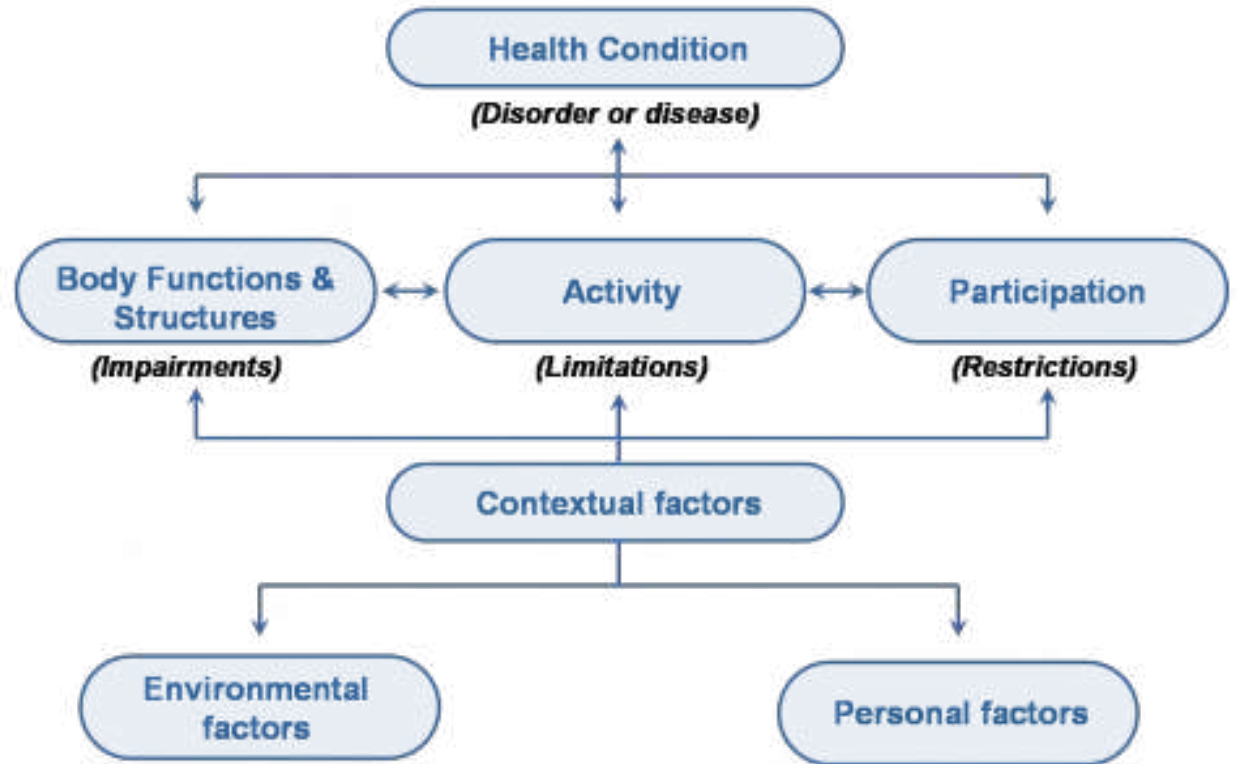 Health Condition
(Disorder or disease)
Body Functions &
Structures
(Impairments)
Activity
(Limitations)
Participation
(Restrictions)
Contextual factors
Environmental
factors
Personal factors